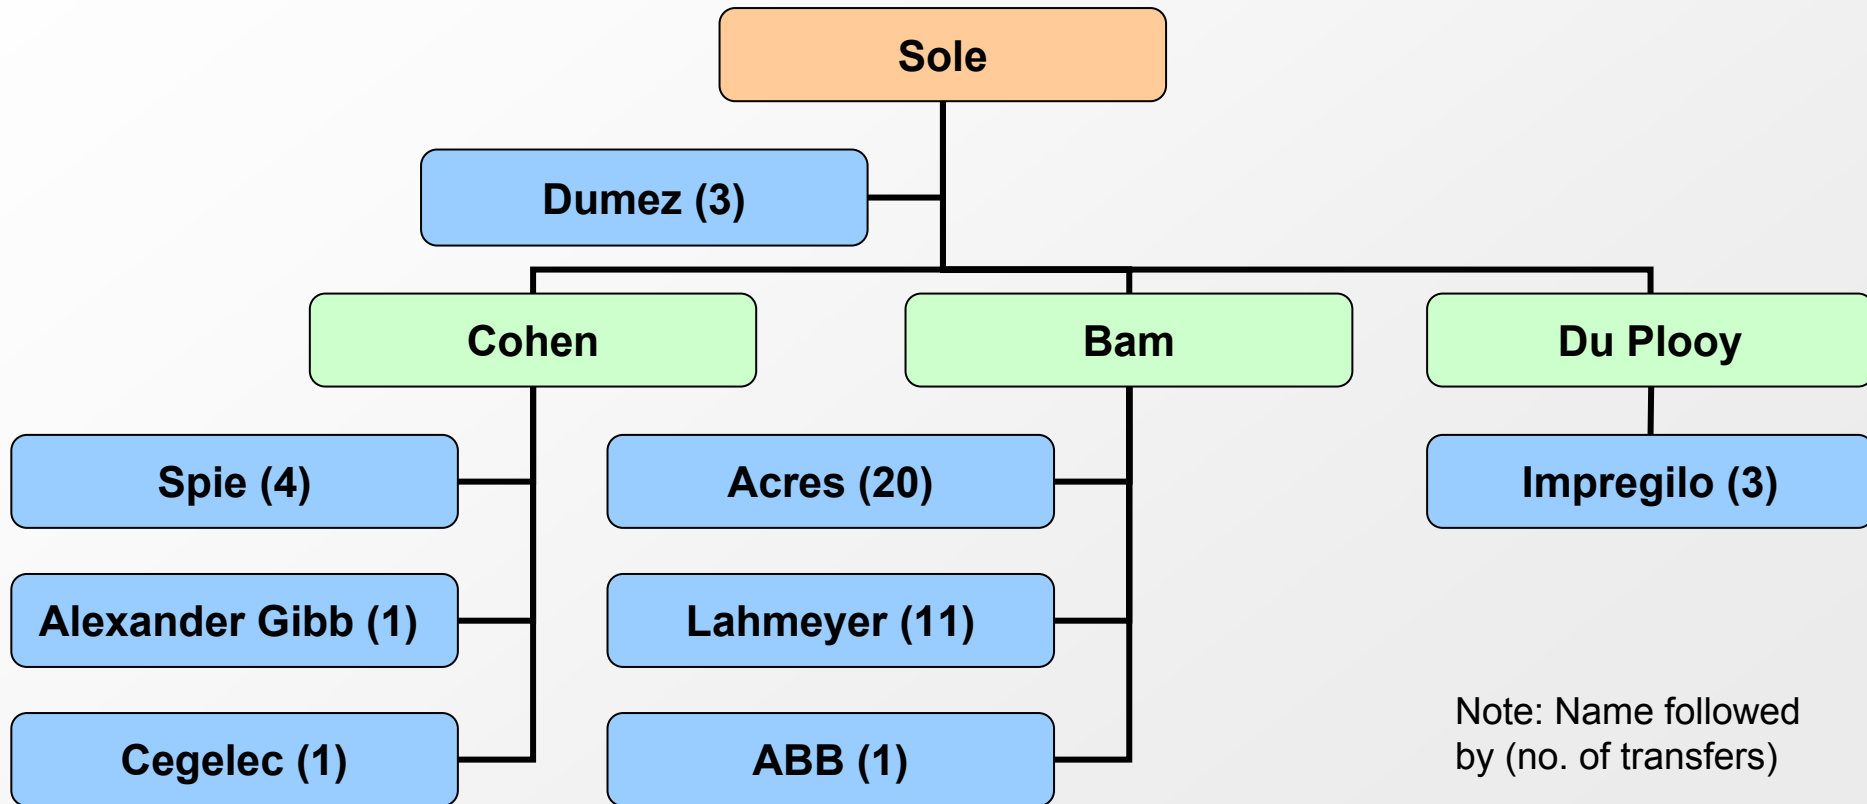 Sole
Dumez (3)
Cohen
Bam
Du Plooy
Spie (4)
Acres (20)
Impregilo (3)
Alexander Gibb (1)
Lahmeyer (11)
Cegelec (1)
ABB (1)
Note: Name followed
by (no. of transfers)